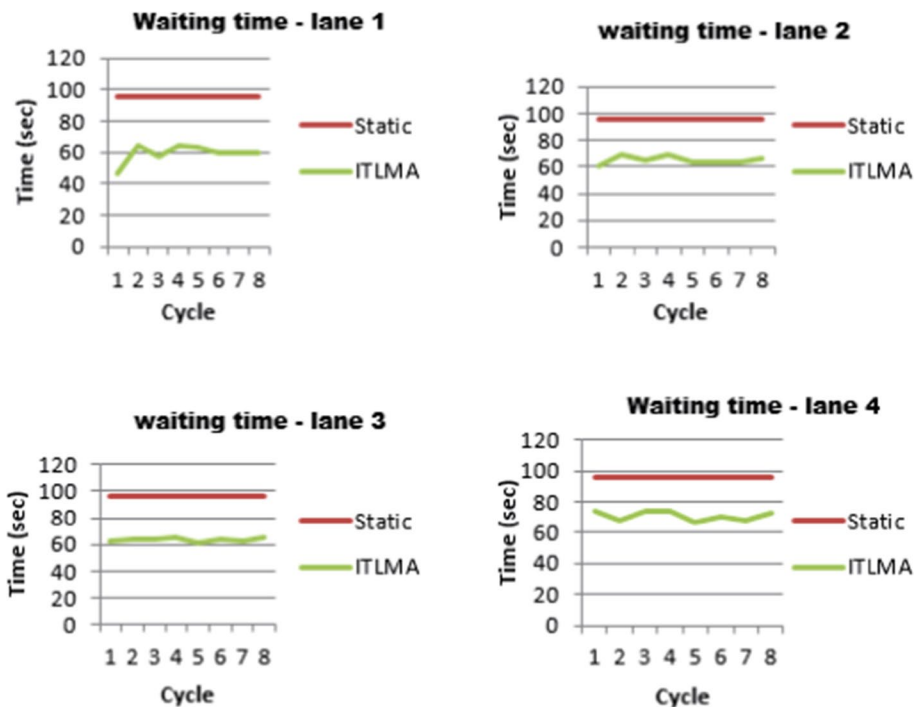 Waiting time - lane 1
120
100
80
60
40
20
0
Time (sec)
1 2 3 4 5 6 7 8
Cycle
Static
ITLMA
waiting time - lane 2
120
100
80
60
40
20
0
Time (sec)
1 2 3 4 5 6 7 8
Cycle
Static
ITLMA
waiting time - lane 3
120
100
80
60
40
20
0
Time (sec)
1 2 3 4 5 6 7 8
Cycle
Static
ITLMA
Waiting time - lane 4
120
100
80
60
40
20
0
Time (sec)
1 2 3 4 5 6 7 8
Cycle
Static
ITLMA